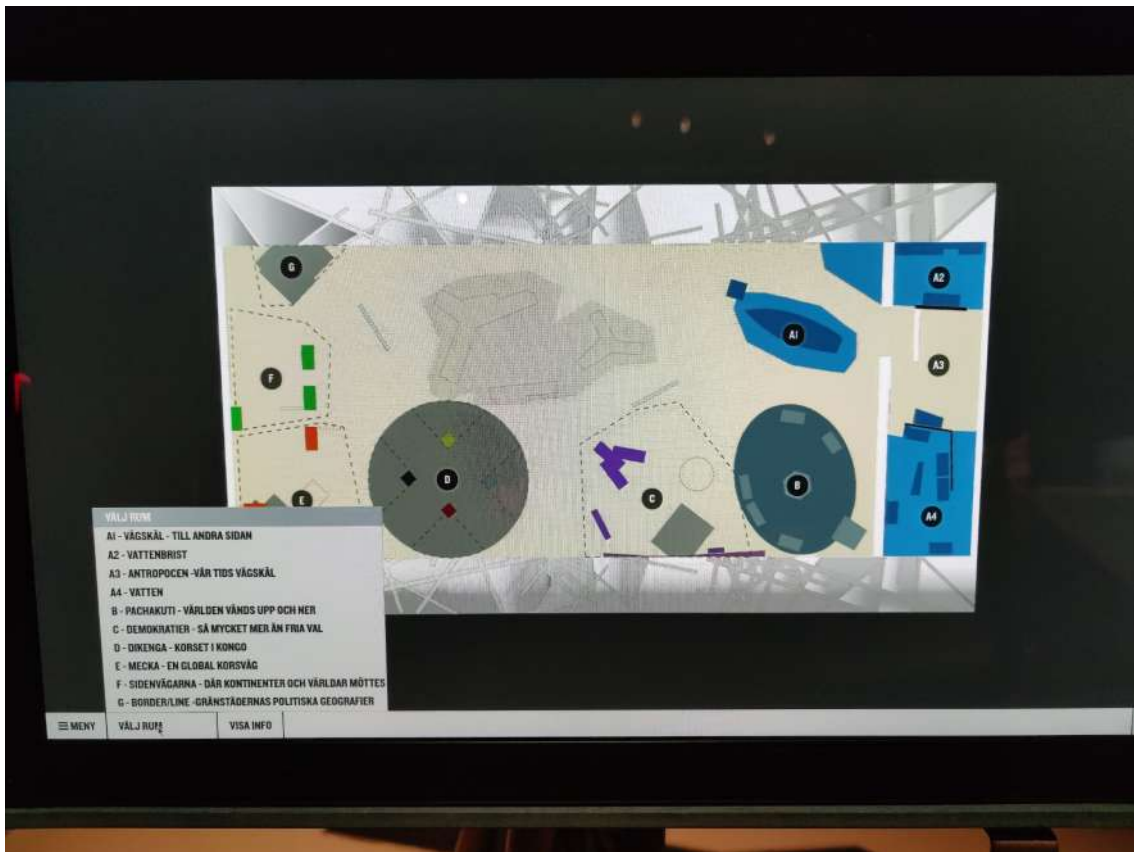 G
A2
A1
A3
F
D
B
C
E
A4
VÄLJ RUM
A1 - VÄGSKÄL - TILL ANDRA SIDAN
A2 - VATTENBRIST
A3 - ANTROPOCEN -VÅR TIDS VÄGSKÄL
A4 - VATTEN
B - PACHAKUTI - VÄRLDEN VÄNDS UPP OCH NER
C - DEMOKRATIER - SÅ MYCKET MER ÄN FRIA VAL
D - DIKENGA - KORSET I KONGO
E - MECKA - EN GLOBAL KORSVÄG
F - SIDENVÄGARNA - DÄR KONTINENTER OCH VÄRLDAR MÖTTES
G - BORDER/LINE -GRÄNSTÄDERNAS POLITISKA GEOGRAFIER
MENY VÄLJ RUM VISA INFO